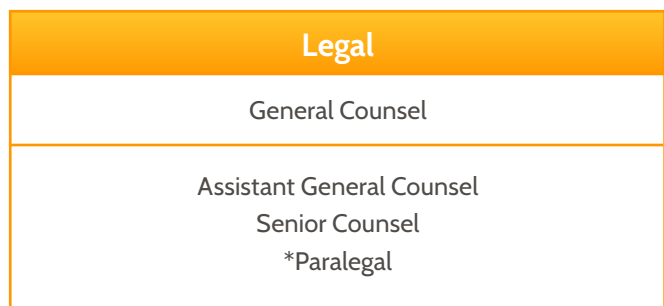 Legal
General Counsel
Assistant General Counsel
Senior Counsel
*Paralegal